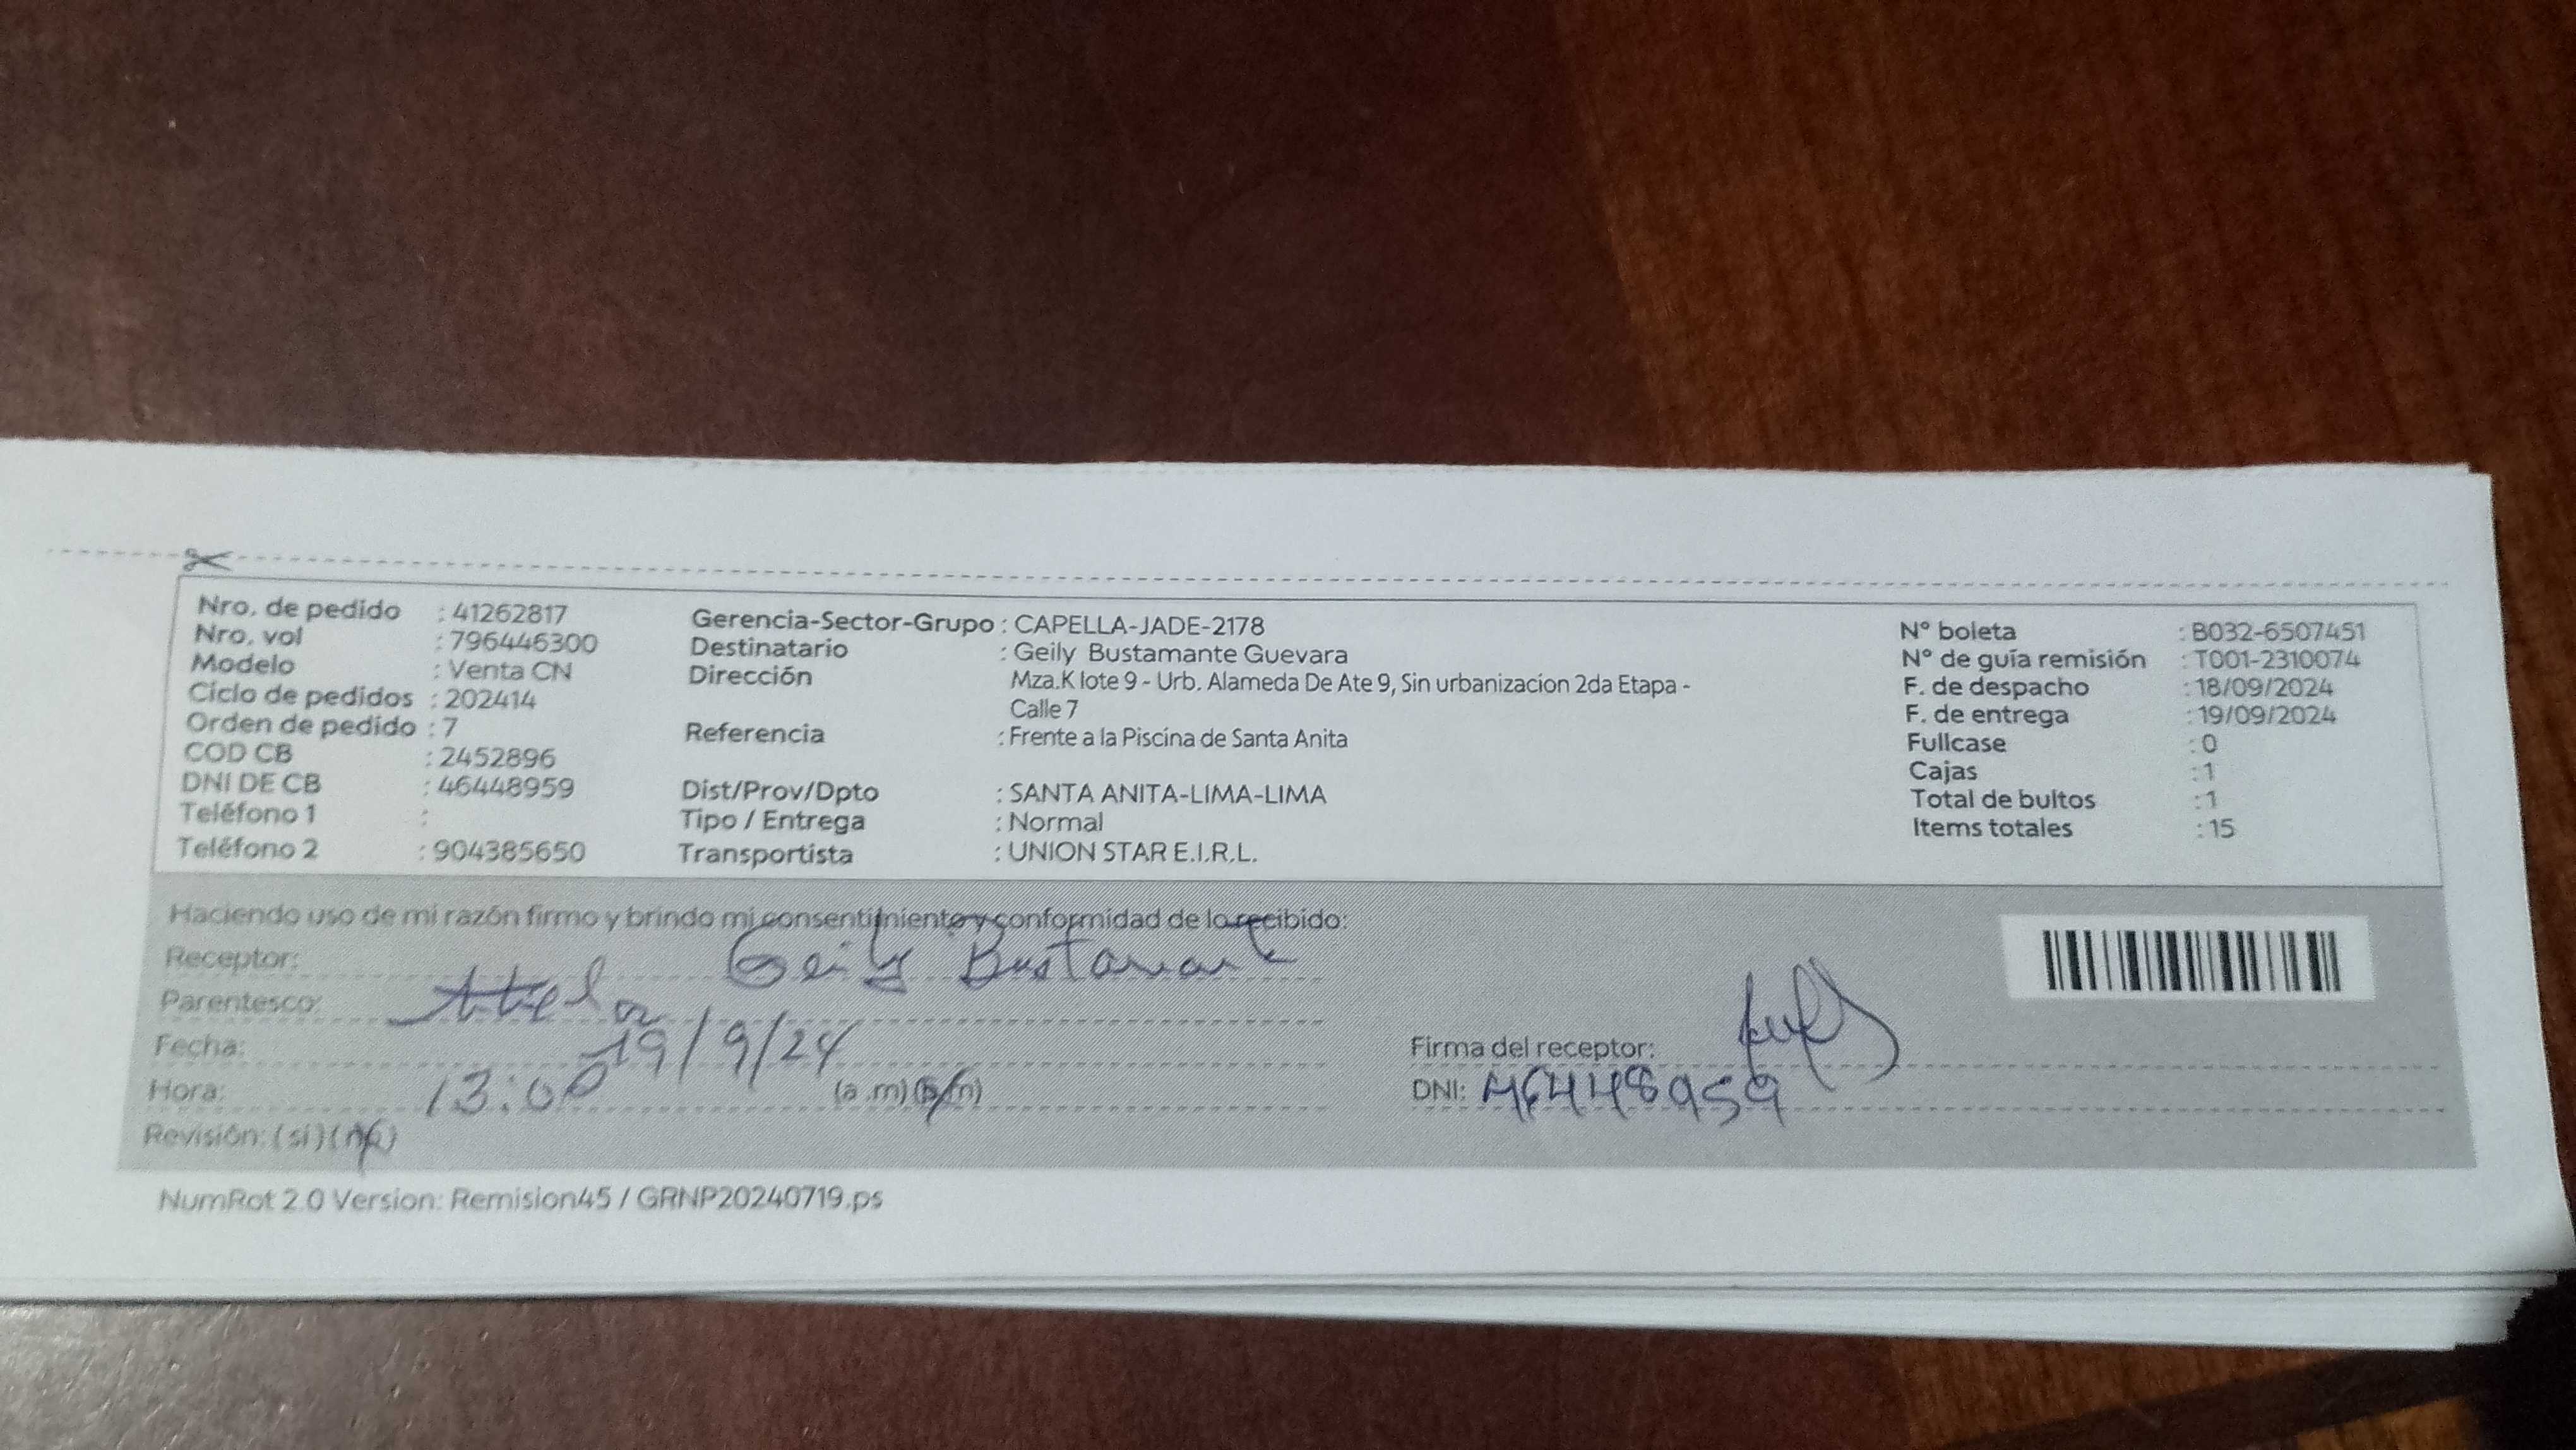 Nro. de pedido : 41262817
Nro. vol : 796446300
Modelo : Venta CN
Ciclo de pedidos : 202414
Orden de pedido : 7
COD CB : 2452896
DNI DE CB : 46448959
Teléfono 1 :
Teléfono 2 : 904385650
Gerencia-Sector-Grupo : CAPELLA-JADE-2178
Destinatario : Geily Bustamante Guevara
Dirección Mza.K lote 9 - Urb. Alameda De Ate 9, Sin urbanizacion 2da Etapa -
Calle 7
Referencia : Frente a la Piscina de Santa Anita
Dist/Prov/Dpto : SANTA ANITA-LIMA-LIMA
Tipo / Entrega : Normal
Transportista : UNION STAR E.I.R.L.
N° boleta : B032-6507451
N° de guía remisión : T001-2310074
F. de despacho : 18/09/2024
F. de entrega : 19/09/2024
Fullcase : 0
Cajas : 1
Total de bultos : 1
Items totales : 15
Haciendo uso de mi razón firmo y brindo mi consentimiento y conformidad de lo recibido:
Receptor: Geily Bustamante
Parentesco:
Fecha: 19/9/24
Hora: 13:00 (a .m) (p/m)
Revisión: (si) (no)
Firma del receptor:
DNI: 46448959
NumRot 2.0 Version: Remision45 / GRNP20240719.ps